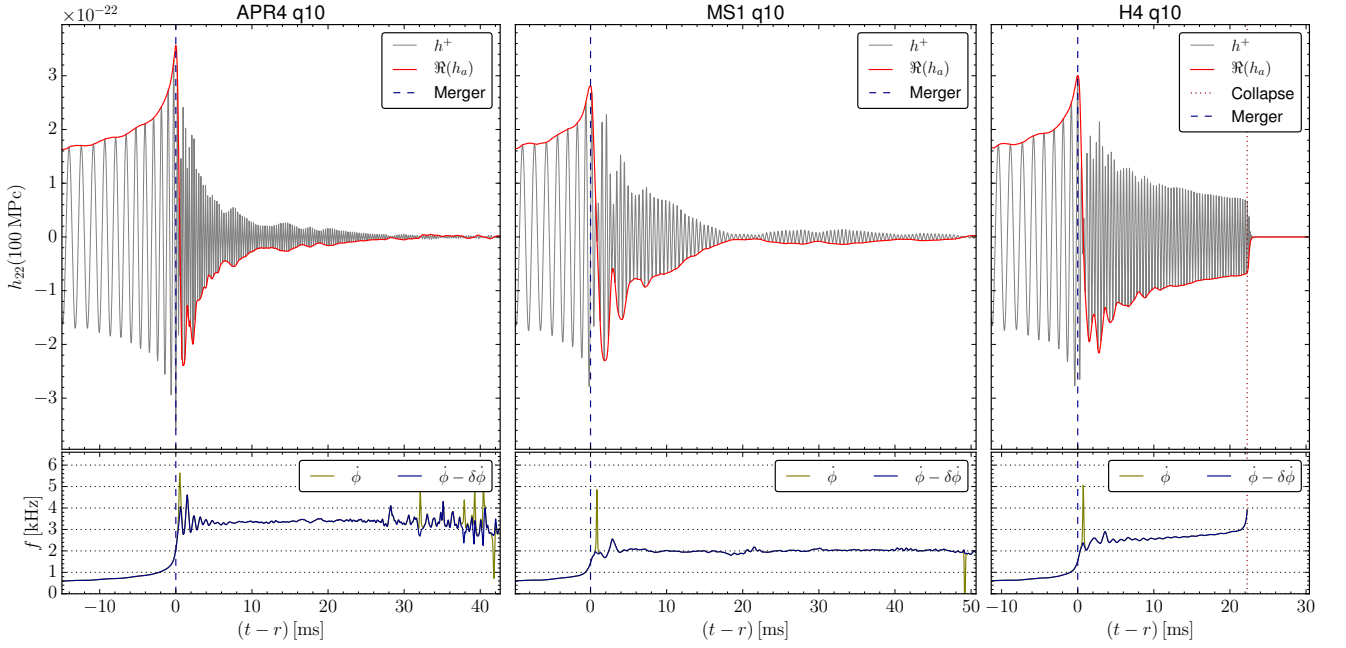 APR4 q10
MS1 q10
H4 q10
×10⁻²²
h⁺
ℜ(hₐ)
Merger
h⁺
ℜ(hₐ)
Merger
h⁺
ℜ(hₐ)
Collapse
Merger
h₂₂(100 MPc)
3
2
1
0
−1
−2
−3
ϕ̇ ϕ̇ − δϕ̇
ϕ̇ ϕ̇ − δϕ̇
ϕ̇ ϕ̇ − δϕ̇
f [kHz]
6
5
4
3
2
1
0
−10 0 10 20 30 40
−10 0 10 20 30 40 50
−10 0 10 20 30
(t − r) [ms]
(t − r) [ms]
(t − r) [ms]